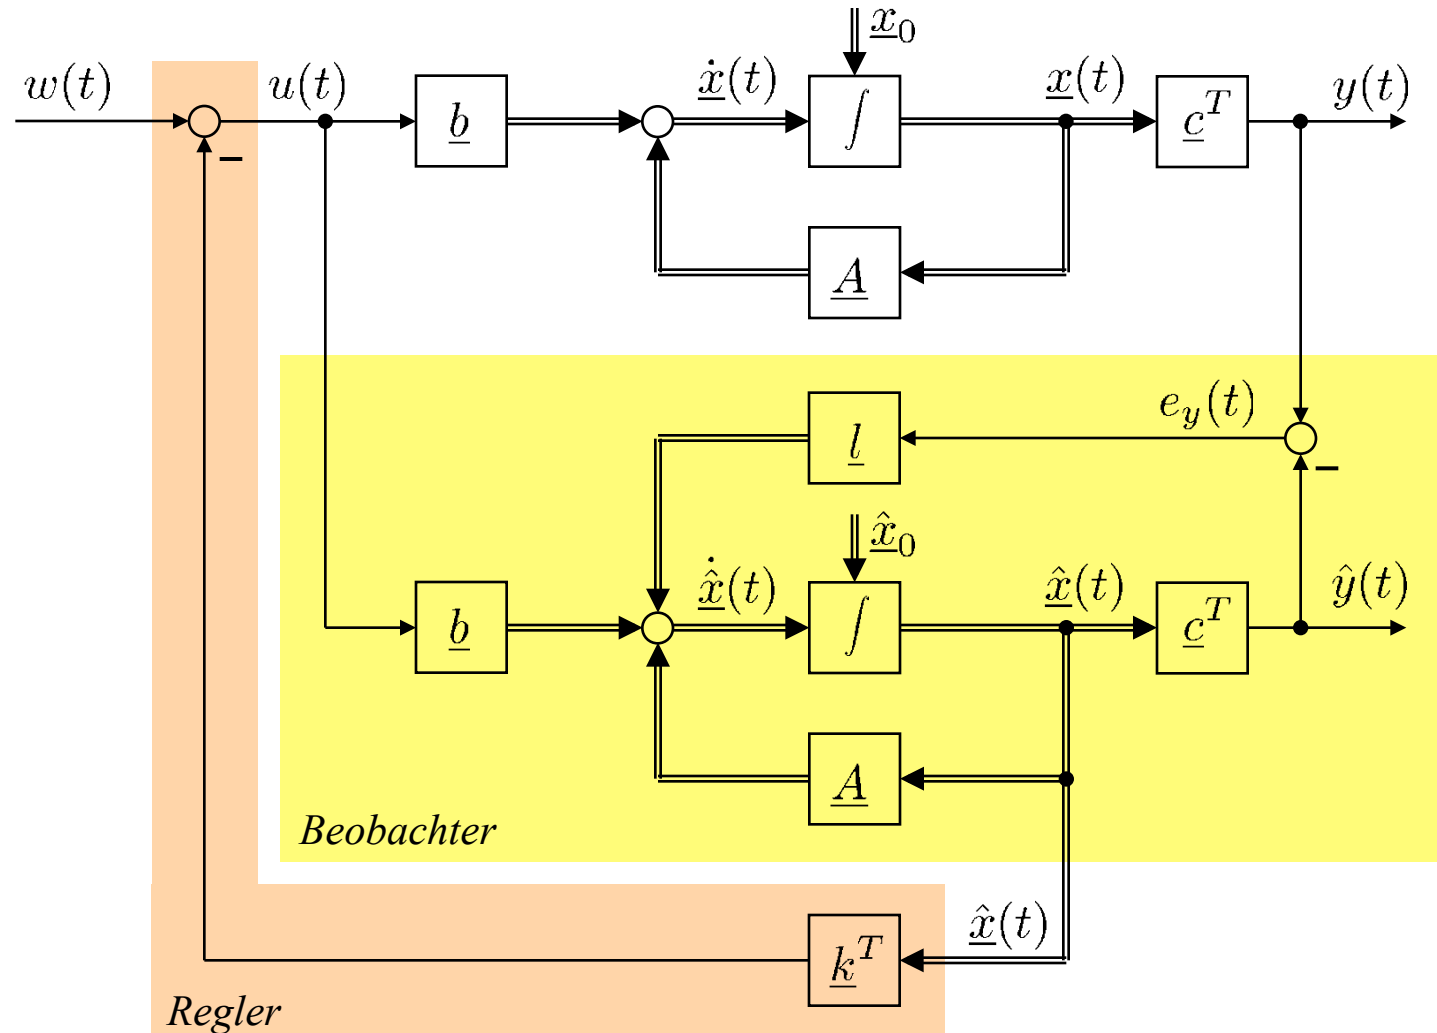 x₀
w(t) u(t) ẋ(t) x(t) y(t)
b ∫ cᵀ
−
A
e_y(t)
l
−
x̂₀
ẋ̂(t) x̂(t) ŷ(t)
b ∫ cᵀ
A
Beobachter
x̂(t)
kᵀ
Regler